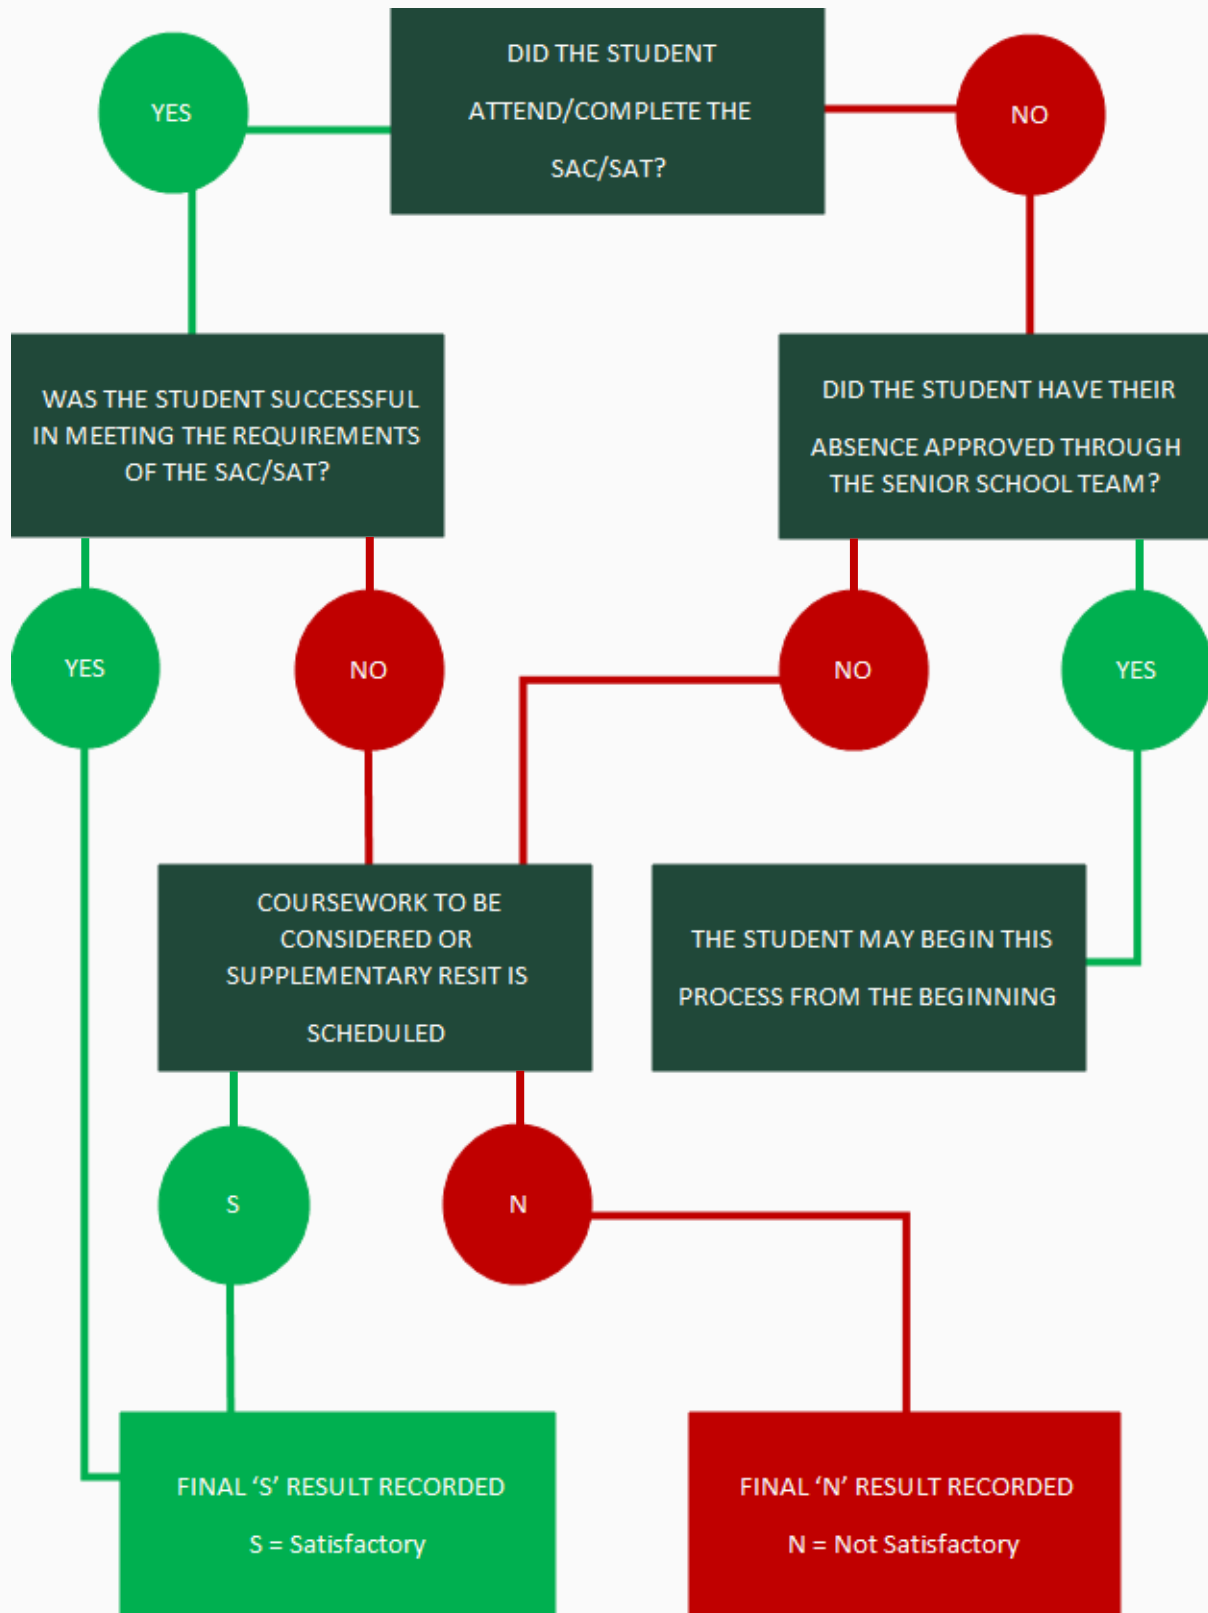 DID THE STUDENT
ATTEND/COMPLETE THE
SAC/SAT?
YES
NO
WAS THE STUDENT SUCCESSFUL
IN MEETING THE REQUIREMENTS
OF THE SAC/SAT?
DID THE STUDENT HAVE THEIR
ABSENCE APPROVED THROUGH
THE SENIOR SCHOOL TEAM?
YES
NO
NO
YES
COURSEWORK TO BE
CONSIDERED OR
SUPPLEMENTARY RESIT IS
SCHEDULED
THE STUDENT MAY BEGIN THIS
PROCESS FROM THE BEGINNING
S
N
FINAL ‘S’ RESULT RECORDED
S = Satisfactory
FINAL ‘N’ RESULT RECORDED
N = Not Satisfactory